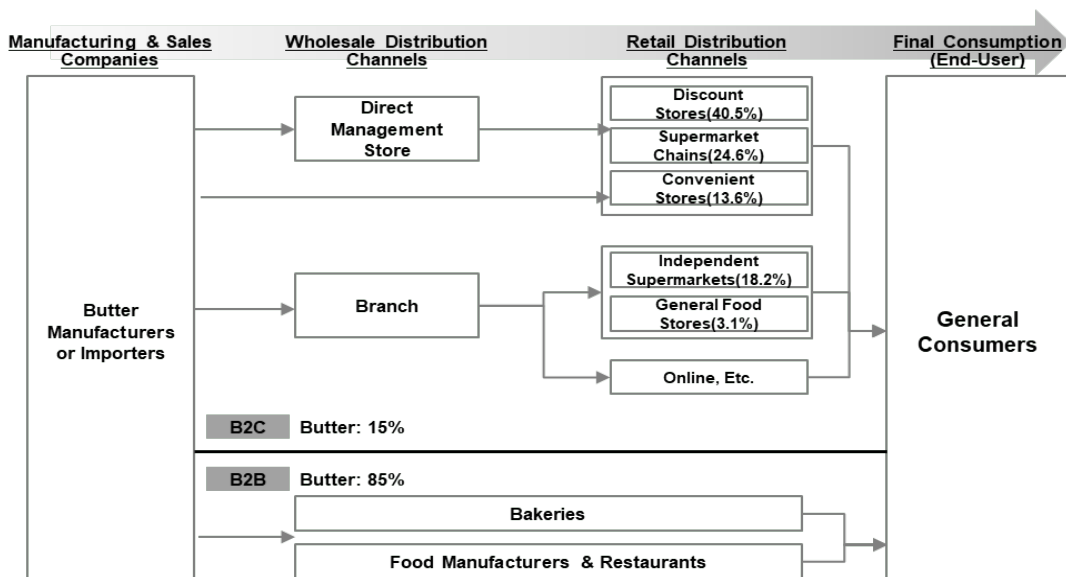 Manufacturing & Sales
Companies
Wholesale Distribution
Channels
Retail Distribution
Channels
Final Consumption
(End-User)
Direct
Management
Store
Discount
Stores(40.5%)
Supermarket
Chains(24.6%)
Convenient
Stores(13.6%)
Butter
Manufacturers
or Importers
Branch
Independent
Supermarkets(18.2%)
General Food
Stores(3.1%)
Online, Etc.
General
Consumers
B2C Butter: 15%
B2B Butter: 85%
Bakeries
Food Manufacturers & Restaurants